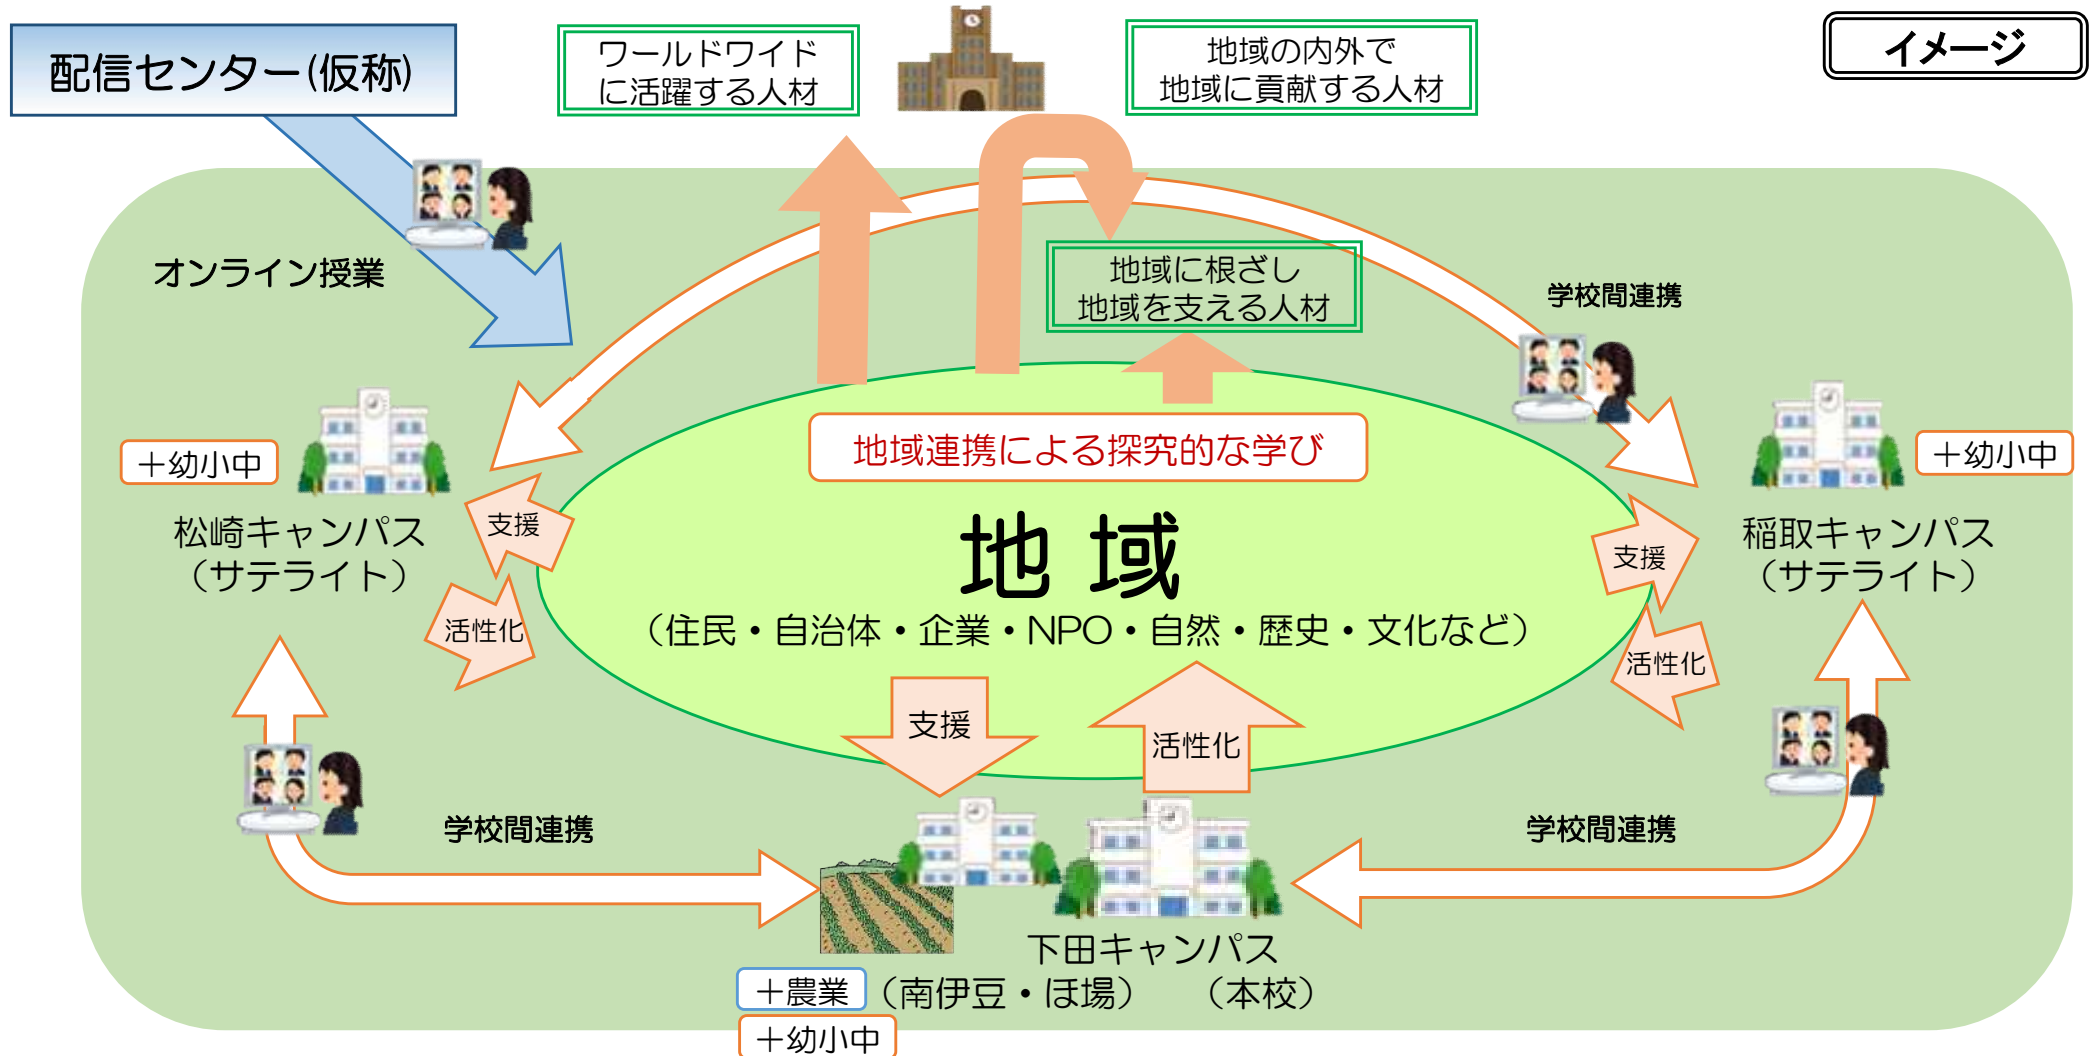 配信センター(仮称)
ワールドワイド
に活躍する人材
地域の内外で
地域に貢献する人材
イメージ
オンライン授業
地域に根ざし
地域を支える人材
学校間連携
地域連携による探究的な学び
＋幼小中
＋幼小中
松崎キャンパス
（サテライト）
支援
活性化
地域
（住民・自治体・企業・NPO・自然・歴史・文化など）
支援
活性化
稲取キャンパス
（サテライト）
支援
活性化
学校間連携
学校間連携
下田キャンパス
＋農業
（南伊豆・ほ場）
（本校）
＋幼小中